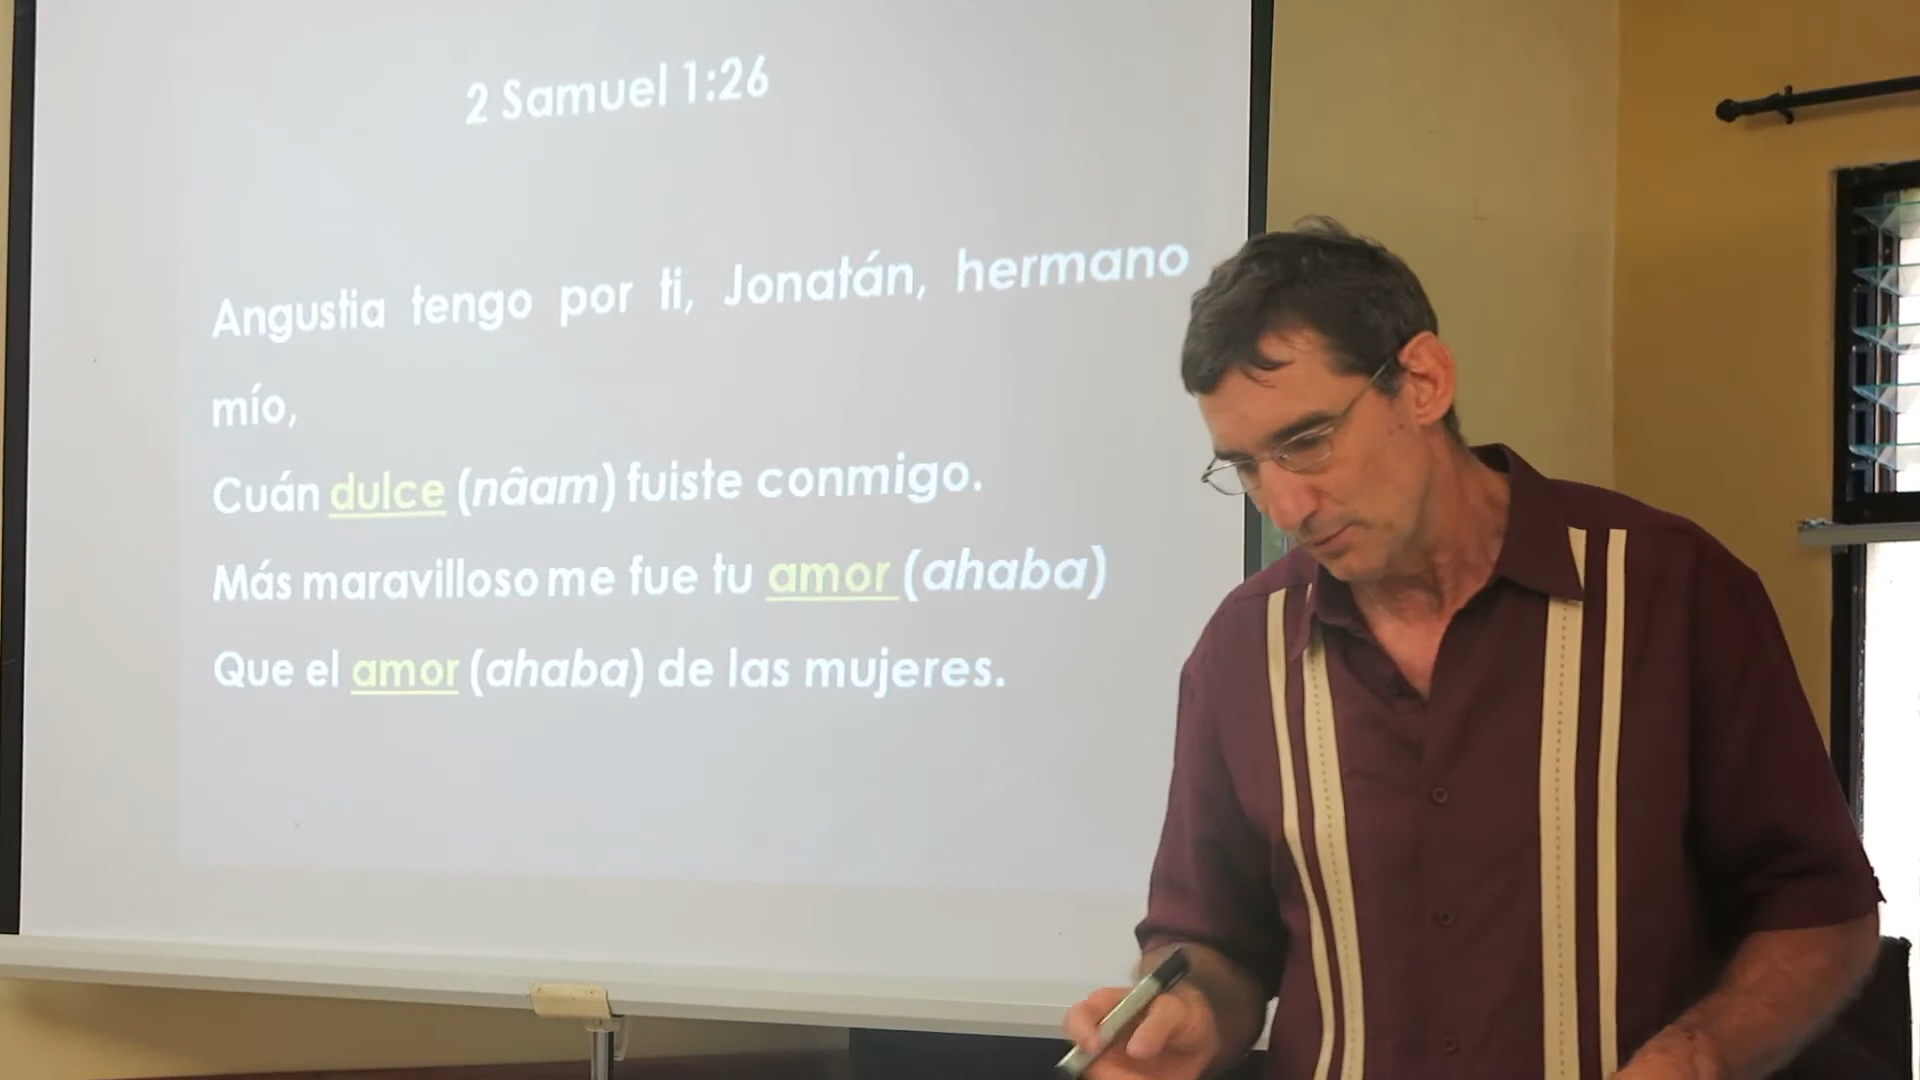 2 Samuel 1:26
Angustia tengo por ti, Jonatán, hermano
mío,
Cuán dulce (nâam) fuiste conmigo.
Más maravilloso me fue tu amor (ahaba)
Que el amor (ahaba) de las mujeres.